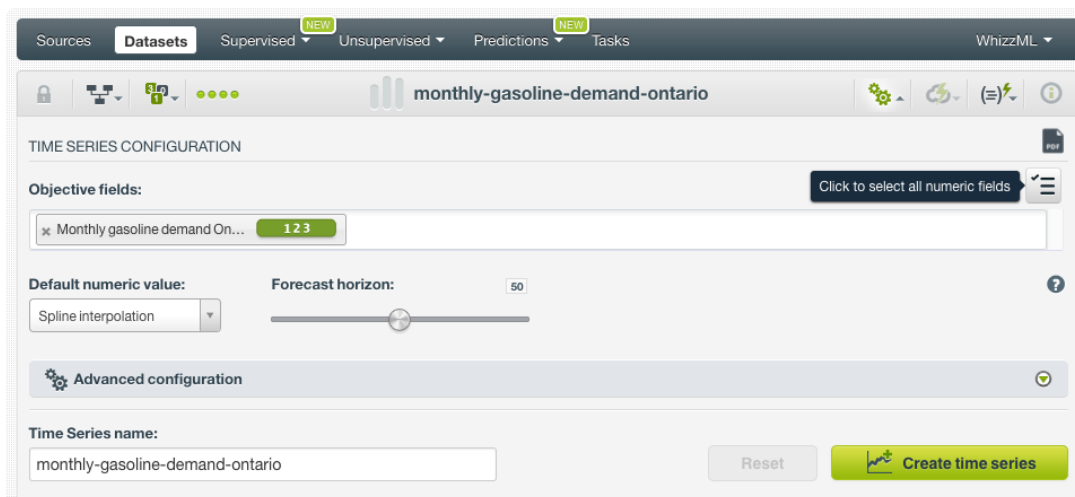 NEW NEW
Sources Datasets Supervised Unsupervised Predictions Tasks WhizzML
monthly-gasoline-demand-ontario
TIME SERIES CONFIGURATION
PDF
Objective fields:
Click to select all numeric fields
× Monthly gasoline demand On... 123
Default numeric value: Forecast horizon: 50
Spline interpolation
?
Advanced configuration
Time Series name:
monthly-gasoline-demand-ontario
Reset Create time series